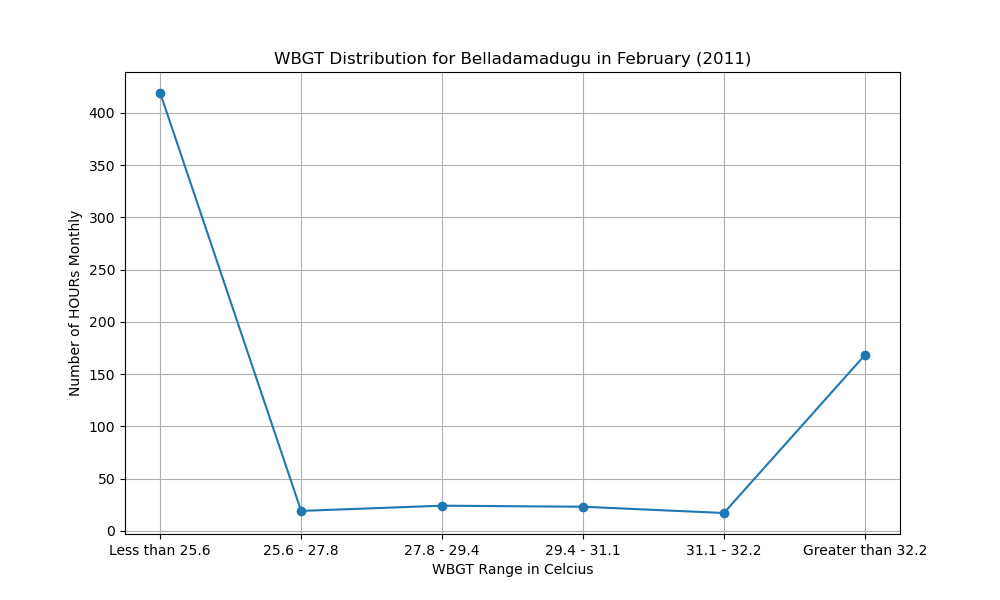 WBGT Distribution for Belladamadugu in February (2011)
Number of HOURs Monthly
400
350
300
250
200
150
100
50
0
Less than 25.6
25.6 - 27.8
27.8 - 29.4
29.4 - 31.1
31.1 - 32.2
Greater than 32.2
WBGT Range in Celcius